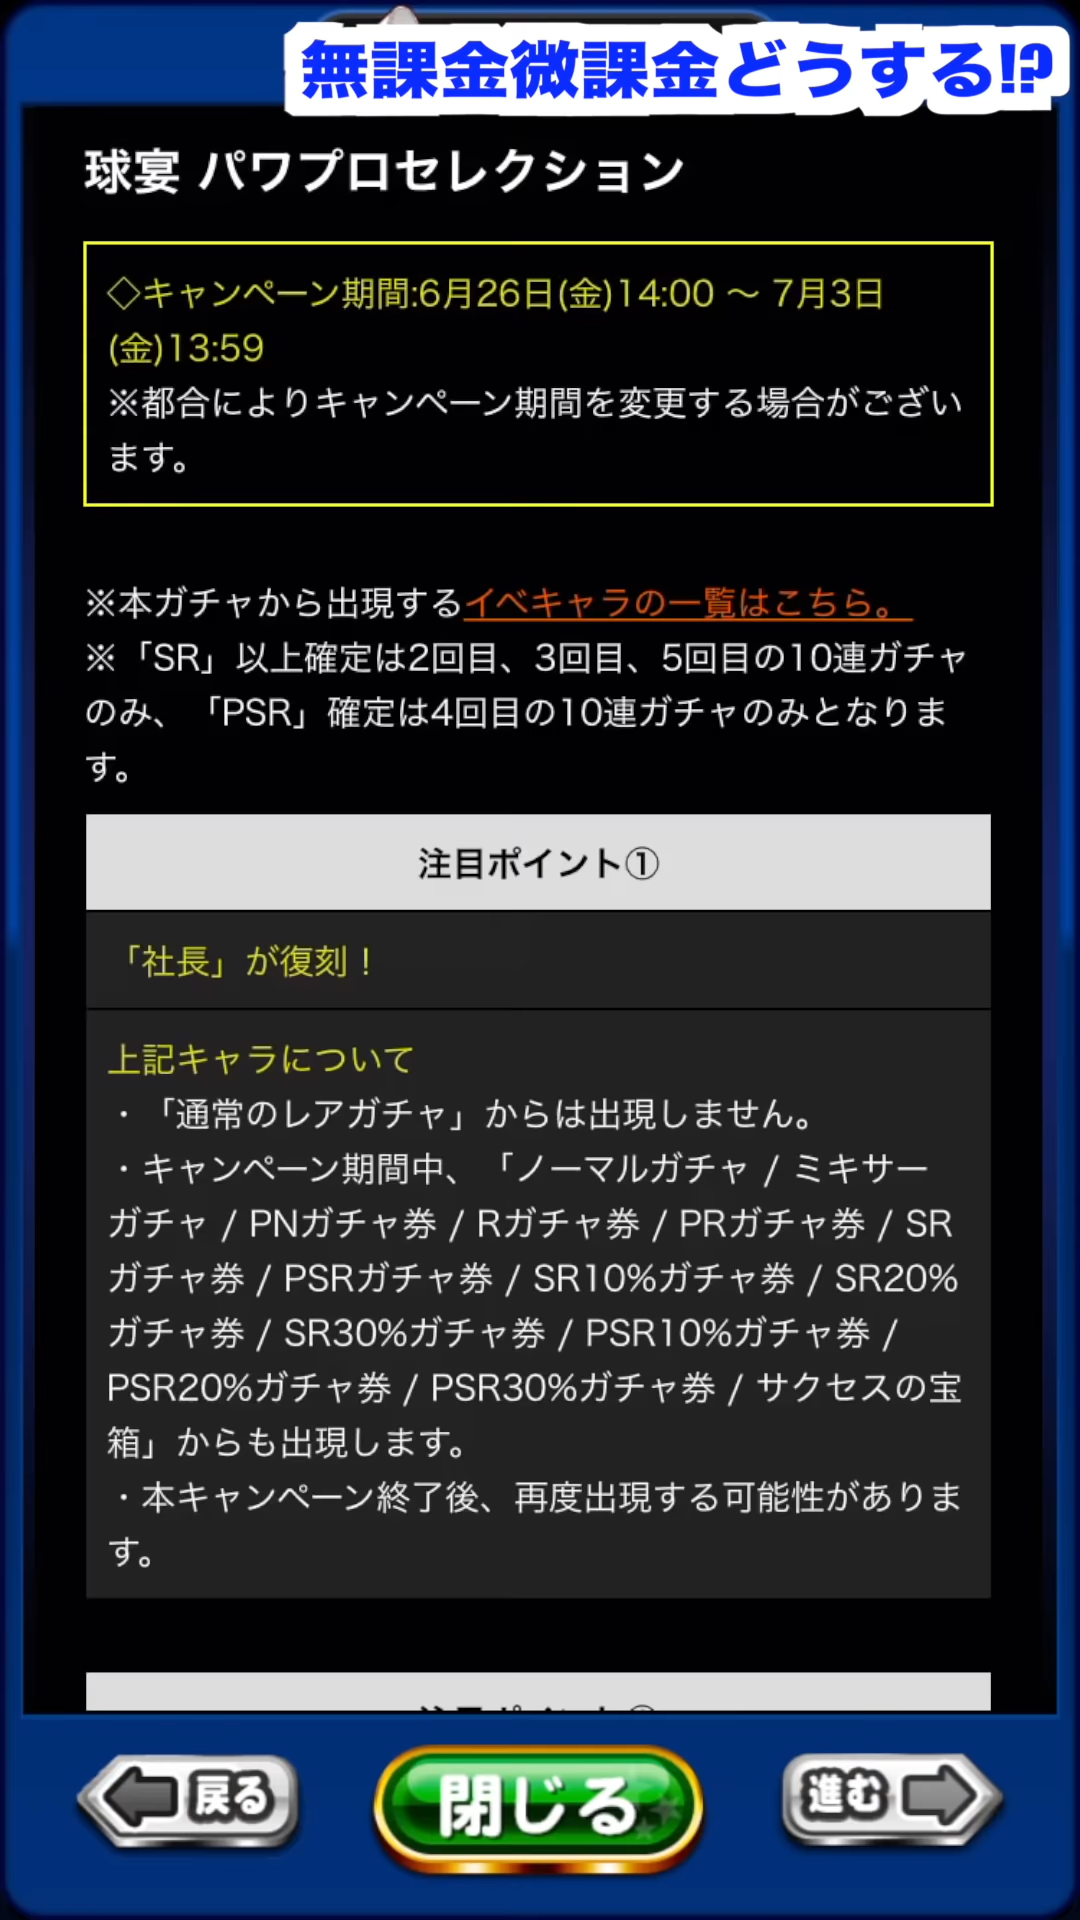 無課金微課金どうする!?
球宴 パワプロセレクション
◇キャンペーン期間:6月26日(金)14:00 ～ 7月3日
(金)13:59
※都合によりキャンペーン期間を変更する場合がござい
ます。
※本ガチャから出現するイベキャラの一覧はこちら。
※「SR」以上確定は2回目、3回目、5回目の10連ガチャ
のみ、「PSR」確定は4回目の10連ガチャのみとなりま
す。
注目ポイント①
「社長」が復刻！
上記キャラについて
・「通常のレアガチャ」からは出現しません。
・キャンペーン期間中、「ノーマルガチャ / ミキサー
ガチャ / PNガチャ券 / Rガチャ券 / PRガチャ券 / SR
ガチャ券 / PSRガチャ券 / SR10%ガチャ券 / SR20%
ガチャ券 / SR30%ガチャ券 / PSR10%ガチャ券 /
PSR20%ガチャ券 / PSR30%ガチャ券 / サクセスの宝
箱」からも出現します。
・本キャンペーン終了後、再度出現する可能性がありま
す。
戻る
閉じる
進む